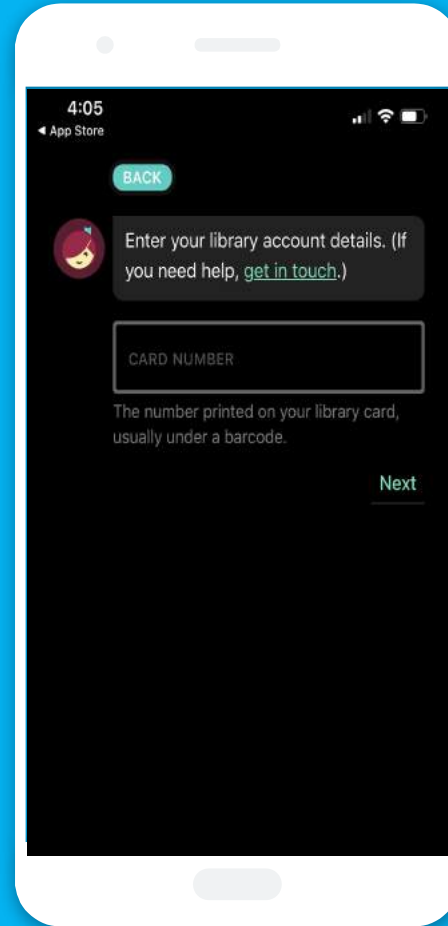 4:05
◀ App Store
BACK
Enter your library account details. (If
you need help, get in touch.)
CARD NUMBER
The number printed on your library card,
usually under a barcode.
Next